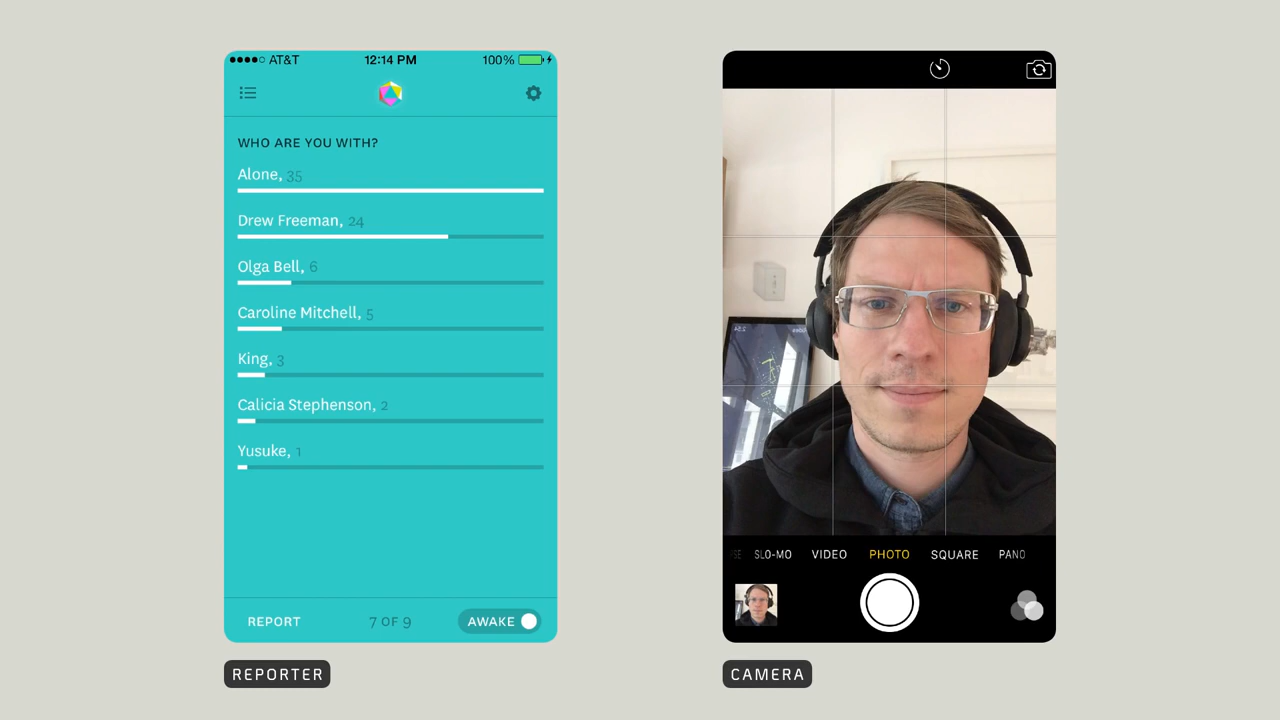 AT&T 12:14 PM 100%
WHO ARE YOU WITH?
Alone, 35
Drew Freeman, 24
Olga Bell, 6
Caroline Mitchell, 5
King, 3
Calicia Stephenson, 2
Yusuke, 1
REPORT 7 OF 9 AWAKE
REPORTER
SLO-MO VIDEO PHOTO SQUARE PANO
CAMERA